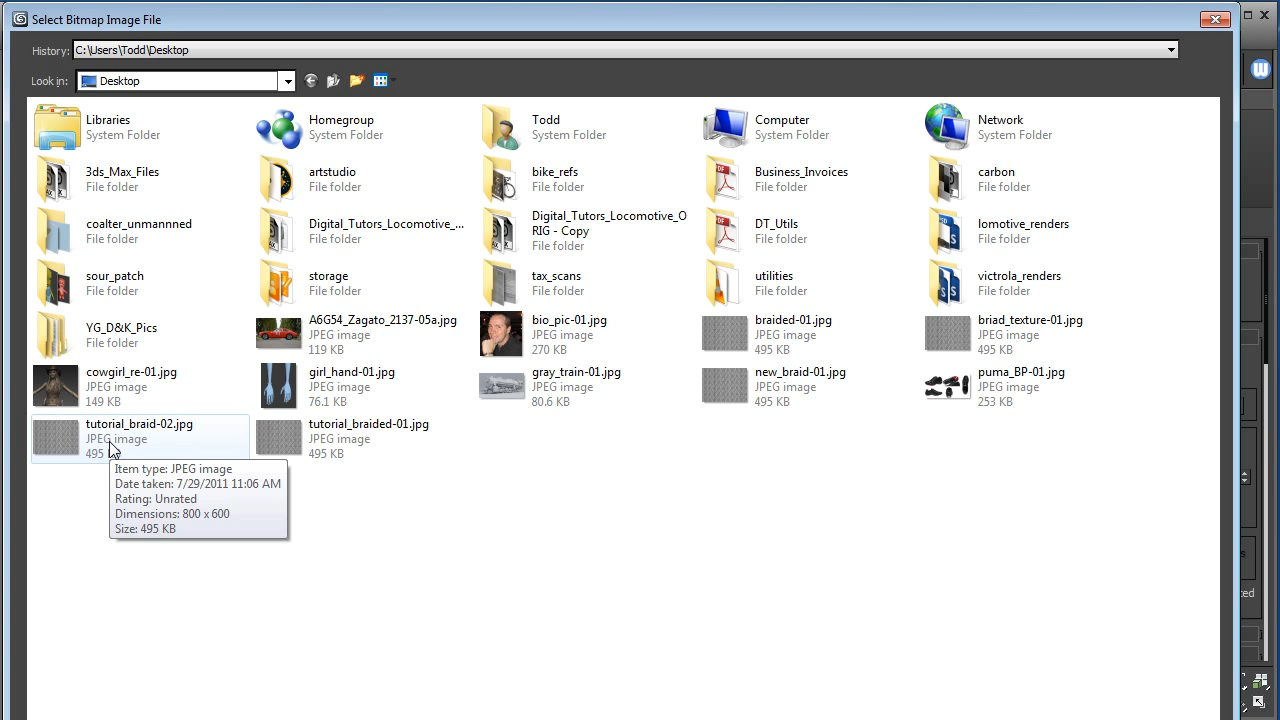 Select Bitmap Image File
History: C:\Users\Todd\Desktop
Look in: Desktop
Libraries
System Folder
Homegroup
System Folder
Todd
System Folder
Computer
System Folder
Network
System Folder
3ds_Max_Files
File folder
artstudio
File folder
bike_refs
File folder
Business_Invoices
File folder
carbon
File folder
coalter_unmannned
File folder
Digital_Tutors_Locomotive_...
File folder
Digital_Tutors_Locomotive_O
RIG - Copy
File folder
DT_Utils
File folder
lomotive_renders
File folder
sour_patch
File folder
storage
File folder
tax_scans
File folder
utilities
File folder
victrola_renders
File folder
YG_D&K_Pics
File folder
A6G54_Zagato_2137-05a.jpg
JPEG image
119 KB
bio_pic-01.jpg
JPEG image
270 KB
braided-01.jpg
JPEG image
495 KB
briad_texture-01.jpg
JPEG image
495 KB
cowgirl_re-01.jpg
JPEG image
149 KB
girl_hand-01.jpg
JPEG image
76.1 KB
gray_train-01.jpg
JPEG image
80.6 KB
new_braid-01.jpg
JPEG image
495 KB
puma_BP-01.jpg
JPEG image
253 KB
tutorial_braid-02.jpg
JPEG image
495
tutorial_braided-01.jpg
JPEG image
495 KB
Item type: JPEG image
Date taken: 7/29/2011 11:06 AM
Rating: Unrated
Dimensions: 800 x 600
Size: 495 KB